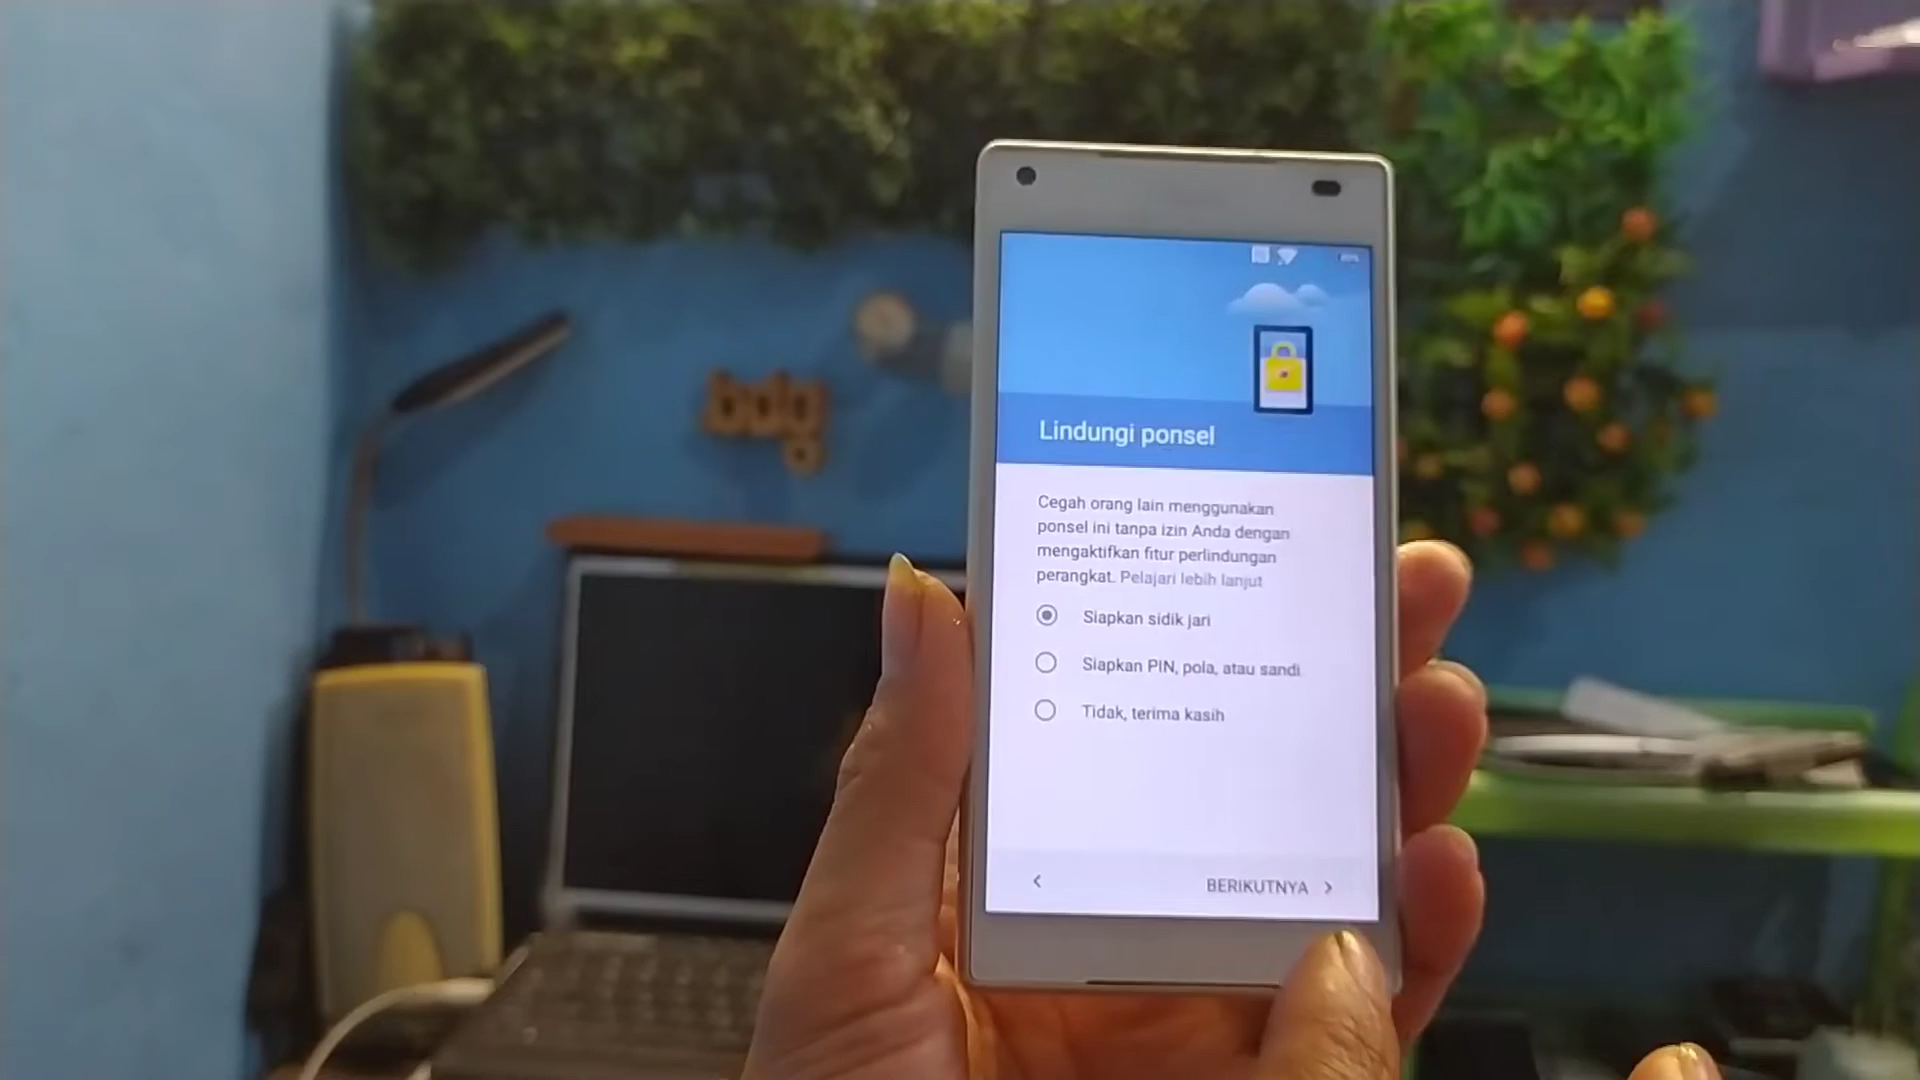 bdg
Lindungi ponsel
Cegah orang lain menggunakan
ponsel ini tanpa izin Anda dengan
mengaktifkan fitur perlindungan
perangkat. Pelajari lebih lanjut
Siapkan sidik jari
Siapkan PIN, pola, atau sandi
Tidak, terima kasih
BERIKUTNYA